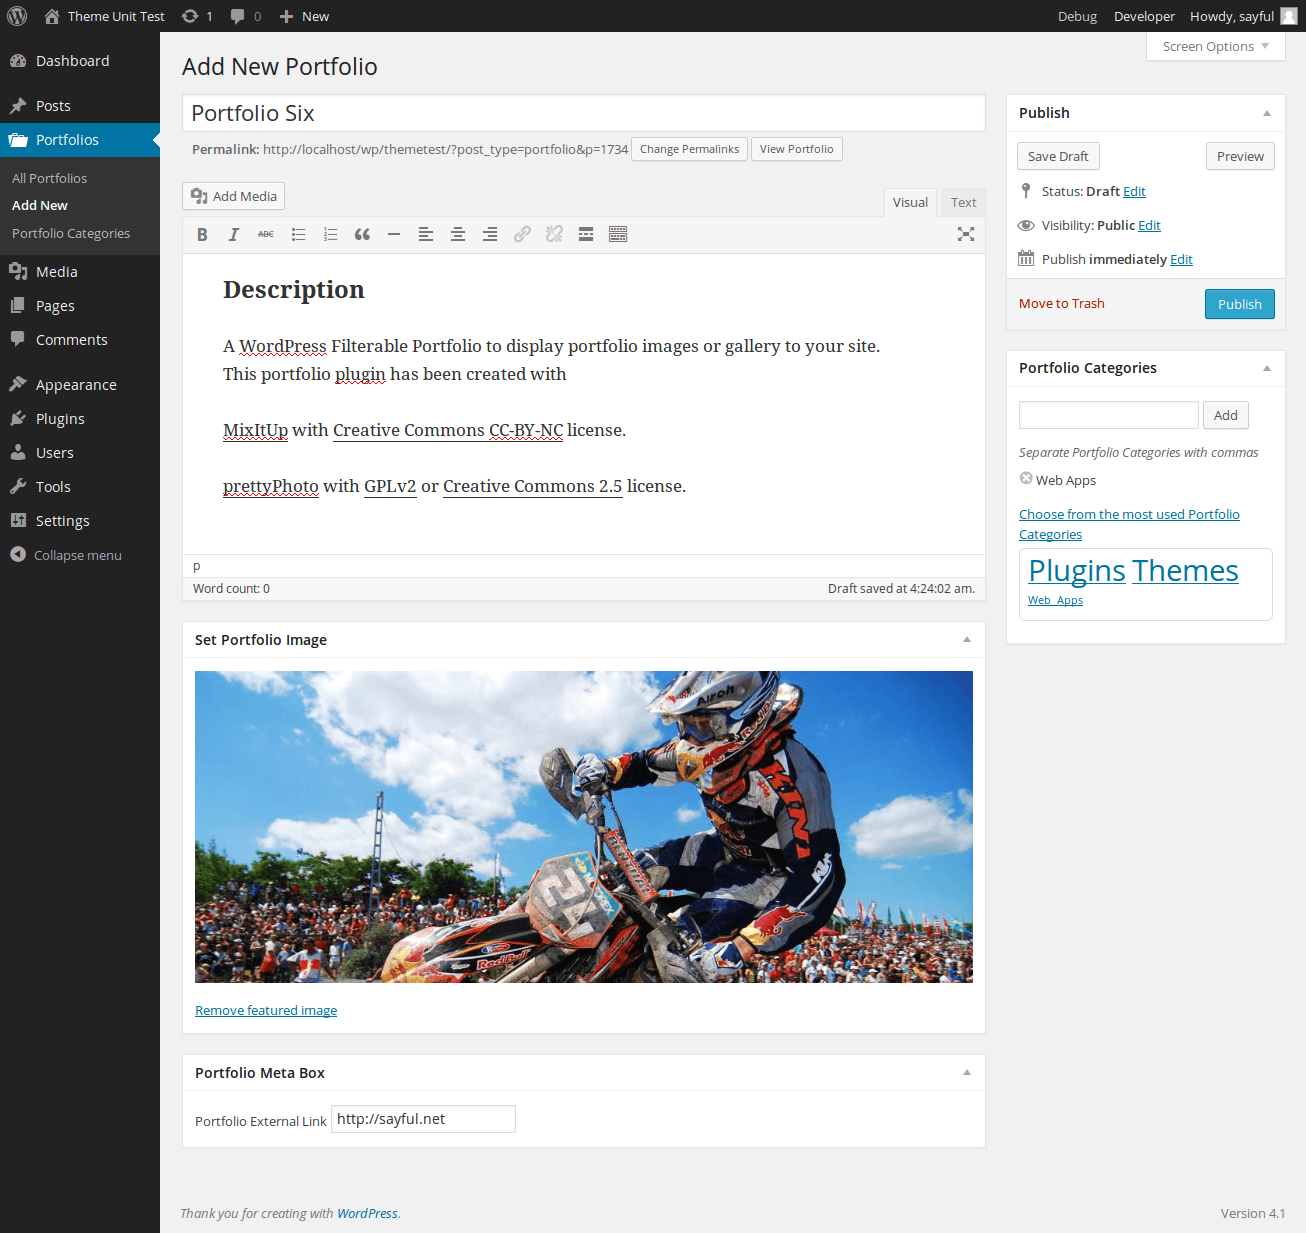 Theme Unit Test 1 0 New Debug Developer Howdy, sayful
Screen Options
Dashboard
Posts
Portfolios
All Portfolios
Add New
Portfolio Categories
Media
Pages
Comments
Appearance
Plugins
Users
Tools
Settings
Collapse menu
Add New Portfolio
Portfolio Six
Permalink: http://localhost/wp/themetest/?post_type=portfolio&p=1734 Change Permalinks View Portfolio
Add Media
Visual Text
B I ABC
Description
A WordPress Filterable Portfolio to display portfolio images or gallery to your site.
This portfolio plugin has been created with
MixItUp with Creative Commons CC-BY-NC license.
prettyPhoto with GPLv2 or Creative Commons 2.5 license.
p
Word count: 0 Draft saved at 4:24:02 am.
Set Portfolio Image
Airoh
KINI
KTM
RENTHAL
Red Bull
Remove featured image
Portfolio Meta Box
Portfolio External Link http://sayful.net
Publish
Save Draft Preview
Status: Draft Edit
Visibility: Public Edit
Publish immediately Edit
Move to Trash Publish
Portfolio Categories
Add
Separate Portfolio Categories with commas
Web Apps
Choose from the most used Portfolio
Categories
Plugins Themes
Web Apps
Thank you for creating with WordPress. Version 4.1